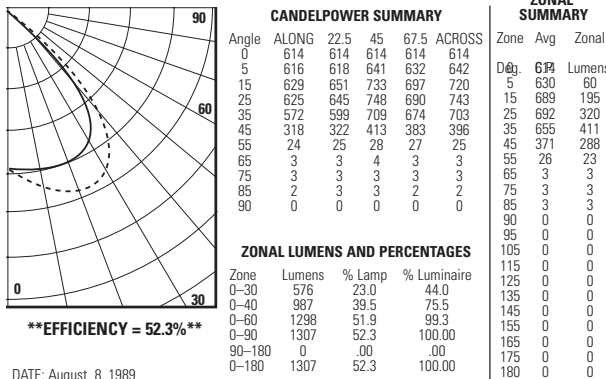 90
60
0
30
**EFFICIENCY = 52.3%**
DATE: August 8, 1989
CANDELPOWER SUMMARY
Angle ALONG 22.5 45 67.5 ACROSS
0 614 614 614 614 614
5 616 618 641 632 642
15 629 651 733 697 720
25 625 645 748 690 743
35 572 599 709 674 703
45 318 322 413 383 396
55 24 25 28 27 25
65 3 3 4 3 3
75 3 3 3 3 3
85 2 3 3 2 2
90 0 0 0 0 0
ZONAL LUMENS AND PERCENTAGES
Zone Lumens % Lamp % Luminaire
0–30 576 23.0 44.0
0–40 987 39.5 75.5
0–60 1298 51.9 99.3
0–90 1307 52.3 100.00
90–180 0 .00 .00
0–180 1307 52.3 100.00
ZONAL
SUMMARY
Zone Avg Zonal
Lumens
5 630 60
15 689 195
25 692 320
35 655 411
45 371 288
55 26 23
65 3 3
75 3 3
85 3 3
90 0 0
95 0 0
105 0 0
115 0 0
125 0 0
135 0 0
145 0 0
155 0 0
165 0 0
175 0 0
180 0 0